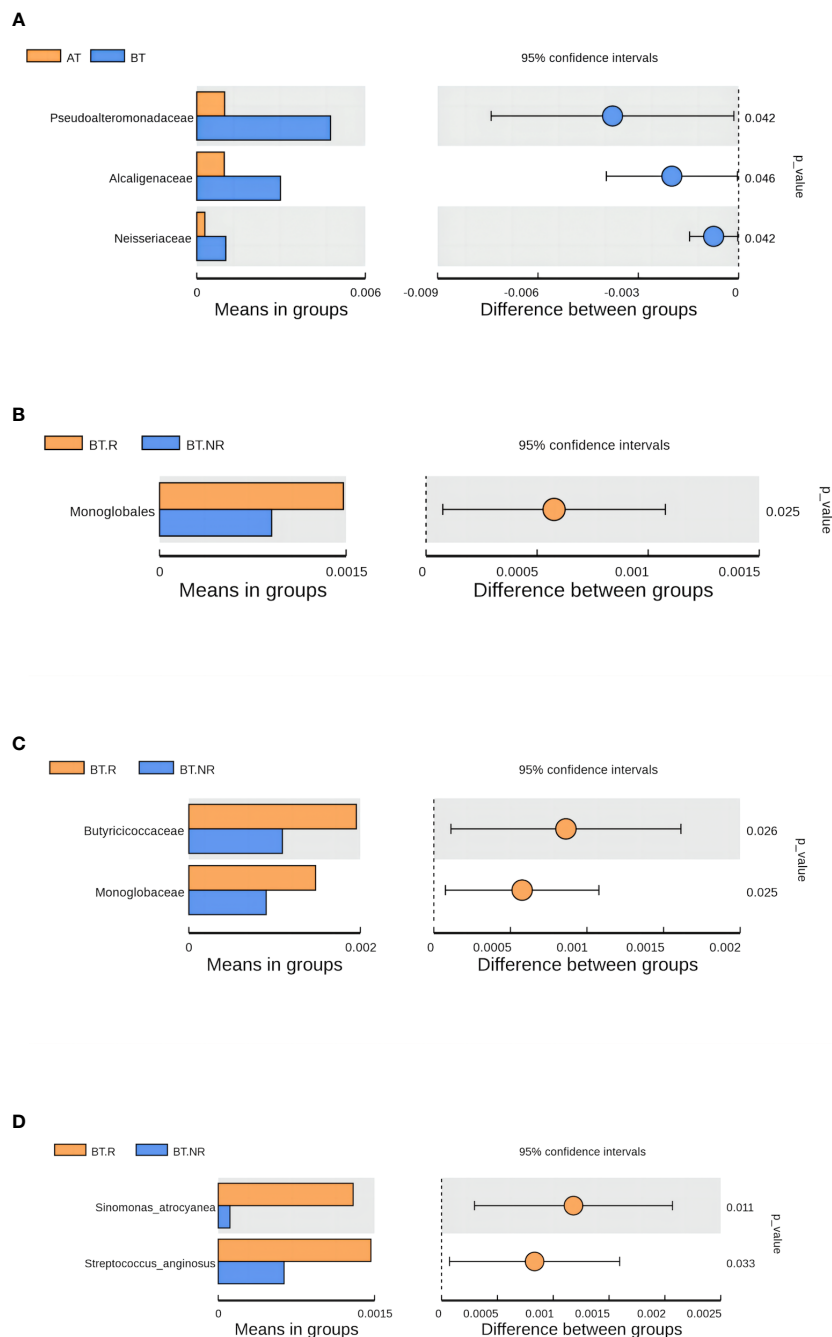 A
AT BT 95% confidence intervals
Pseudoalteromonadaceae 0.042
Alcaligenaceae 0.046
Neisseriaceae 0.042
p_value
0 0.006 -0.009 -0.006 -0.003 0
Means in groups Difference between groups
B
BT.R BT.NR 95% confidence intervals
Monoglobales 0.025
p_value
0 0.0015 0 0.0005 0.001 0.0015
Means in groups Difference between groups
C
BT.R BT.NR 95% confidence intervals
Butyricicoccaceae 0.026
Monoglobaceae 0.025
p_value
0 0.002 0 0.0005 0.001 0.0015 0.002
Means in groups Difference between groups
D
BT.R BT.NR 95% confidence intervals
Sinomonas_atrocyanea 0.011
Streptococcus_anginosus 0.033
p_value
0 0.0015 0 0.0005 0.001 0.0015 0.002 0.0025
Means in groups Difference between groups